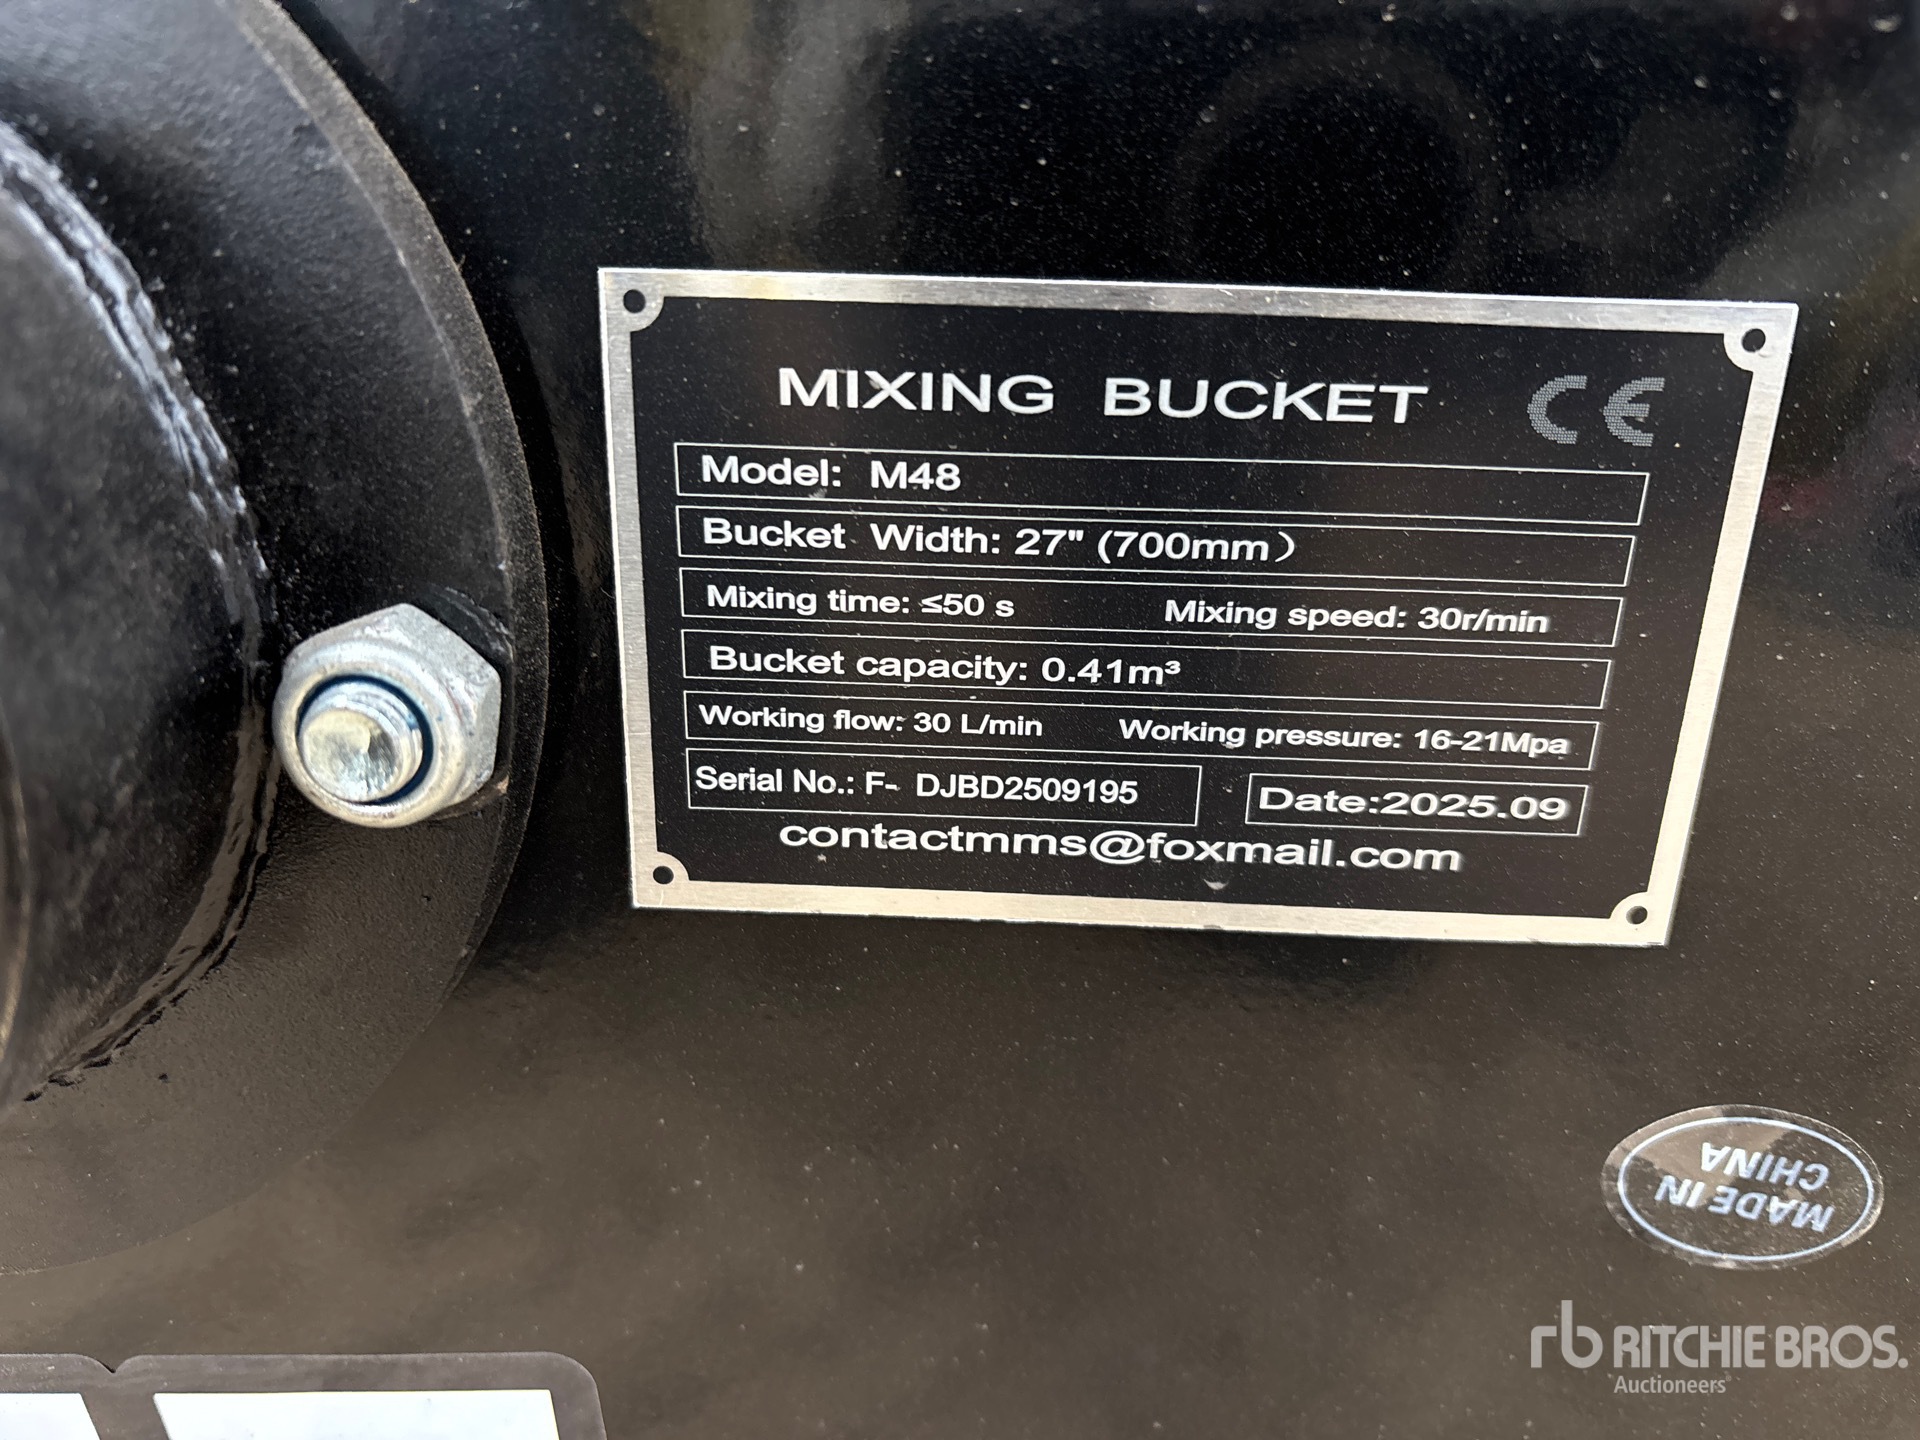 MIXING BUCKET CE
Model: M48
Bucket Width: 27" (700mm）
Mixing time: ≤50 s Mixing speed: 30r/min
Bucket capacity: 0.41m³
Working flow: 30 L/min Working pressure: 16-21Mpa
Serial No.: F- DJBD2509195 Date:2025.09
contactmms@foxmail.com
MADE IN
CHINA
rb RITCHIE BROS.
Auctioneers